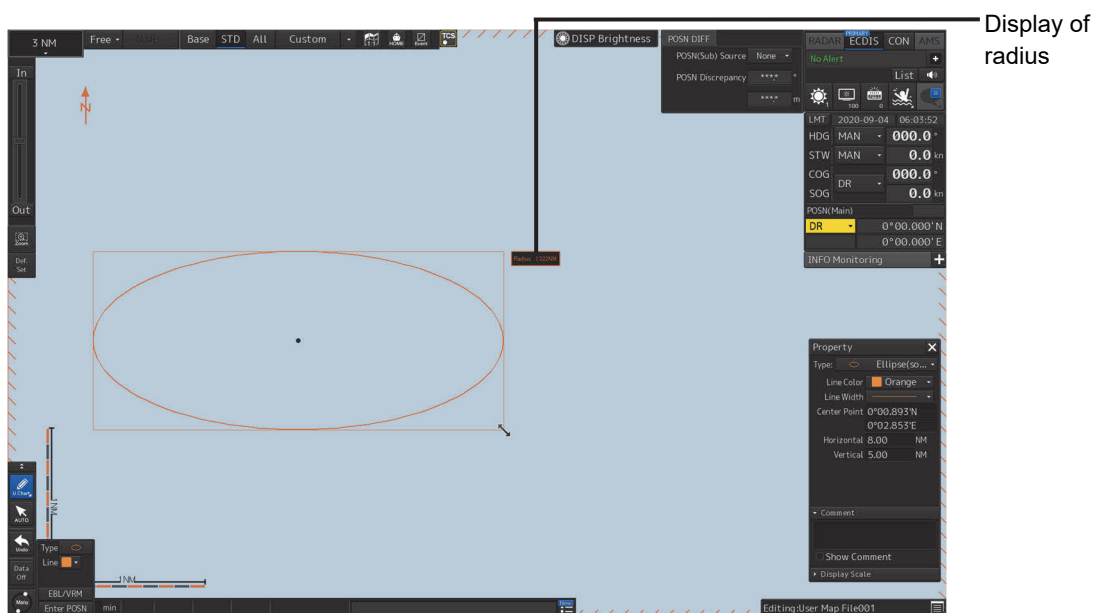 Display of
radius
3 NM
Free
Base STD All Custom
1:1
HOME
Event
TCS
DISP Brightness
POSN DIFF
POSN(Sub) Source None
POSN Discrepancy ***.* °
***.* m
PRIMARY
RADAR ECDIS CON AMS
No Alert
List
1
100
0
LMT 2020-09-04 06:03:52
HDG MAN 000.0 °
STW MAN 0.0 kn
COG 000.0 °
DR
SOG 0.0 kn
POSN(Main)
DR 0°00.000'N
0°00.000'E
INFO Monitoring
In
Out
Zoom
Def.
Set
N
Property
Type: Ellipse(so...
Line Color Orange
Line Width
Center Point 0°00.893'N
0°02.853'E
Horizontal 8.00 NM
Vertical 5.00 NM
Comment
Show Comment
Display Scale
U.Chart
AUTO
Undo
Data
Off
Menu
1NM
Type
Line
EBL/VRM
Enter POSN
1NM
min
Editing:User Map File001